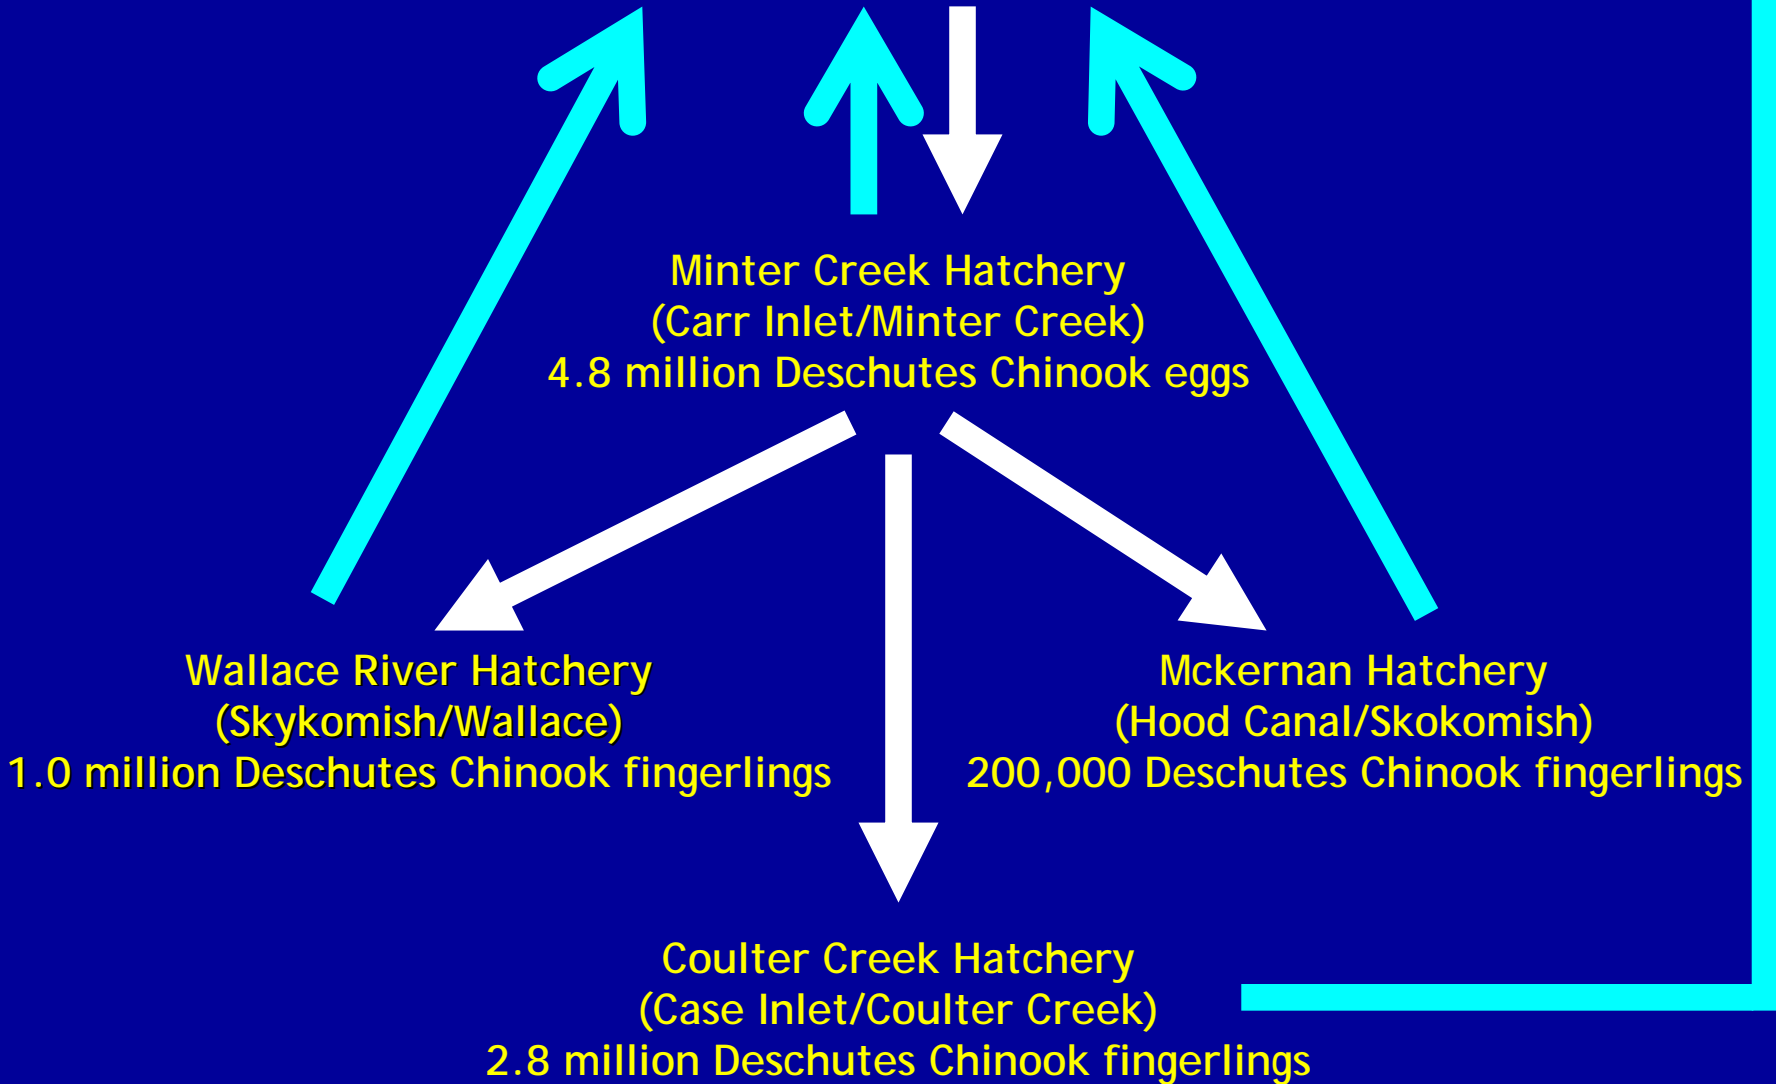 Minter Creek Hatchery
(Carr Inlet/Minter Creek)
4.8 million Deschutes Chinook eggs
Wallace River Hatchery
(Skykomish/Wallace)
1.0 million Deschutes Chinook fingerlings
Mckernan Hatchery
(Hood Canal/Skokomish)
200,000 Deschutes Chinook fingerlings
Coulter Creek Hatchery
(Case Inlet/Coulter Creek)
2.8 million Deschutes Chinook fingerlings